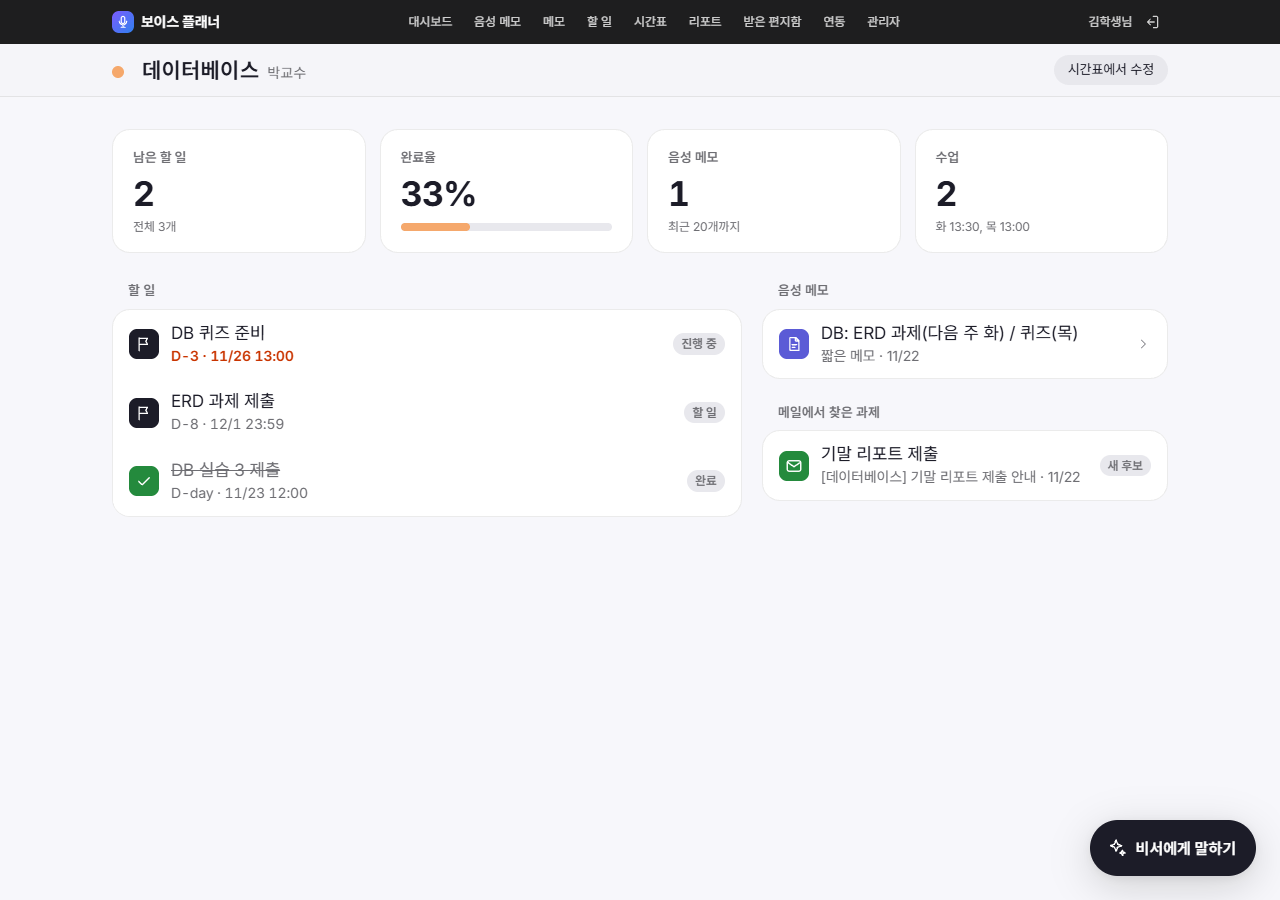 보이스 플래너
대시보드 음성 메모 메모 할 일 시간표 리포트 받은 편지함 연동 관리자
김학생님
데이터베이스 박교수
시간표에서 수정
남은 할 일
2
전체 3개
완료율
33%
음성 메모
1
최근 20개까지
수업
2
화 13:30, 목 13:00
할 일
DB 퀴즈 준비
D-3 · 11/26 13:00
진행 중
ERD 과제 제출
D-8 · 12/1 23:59
할 일
DB 실습 3 제출
D-day · 11/23 12:00
완료
음성 메모
DB: ERD 과제(다음 주 화) / 퀴즈(목)
짧은 메모 · 11/22
메일에서 찾은 과제
기말 리포트 제출
[데이터베이스] 기말 리포트 제출 안내 · 11/22
새 후보
비서에게 말하기